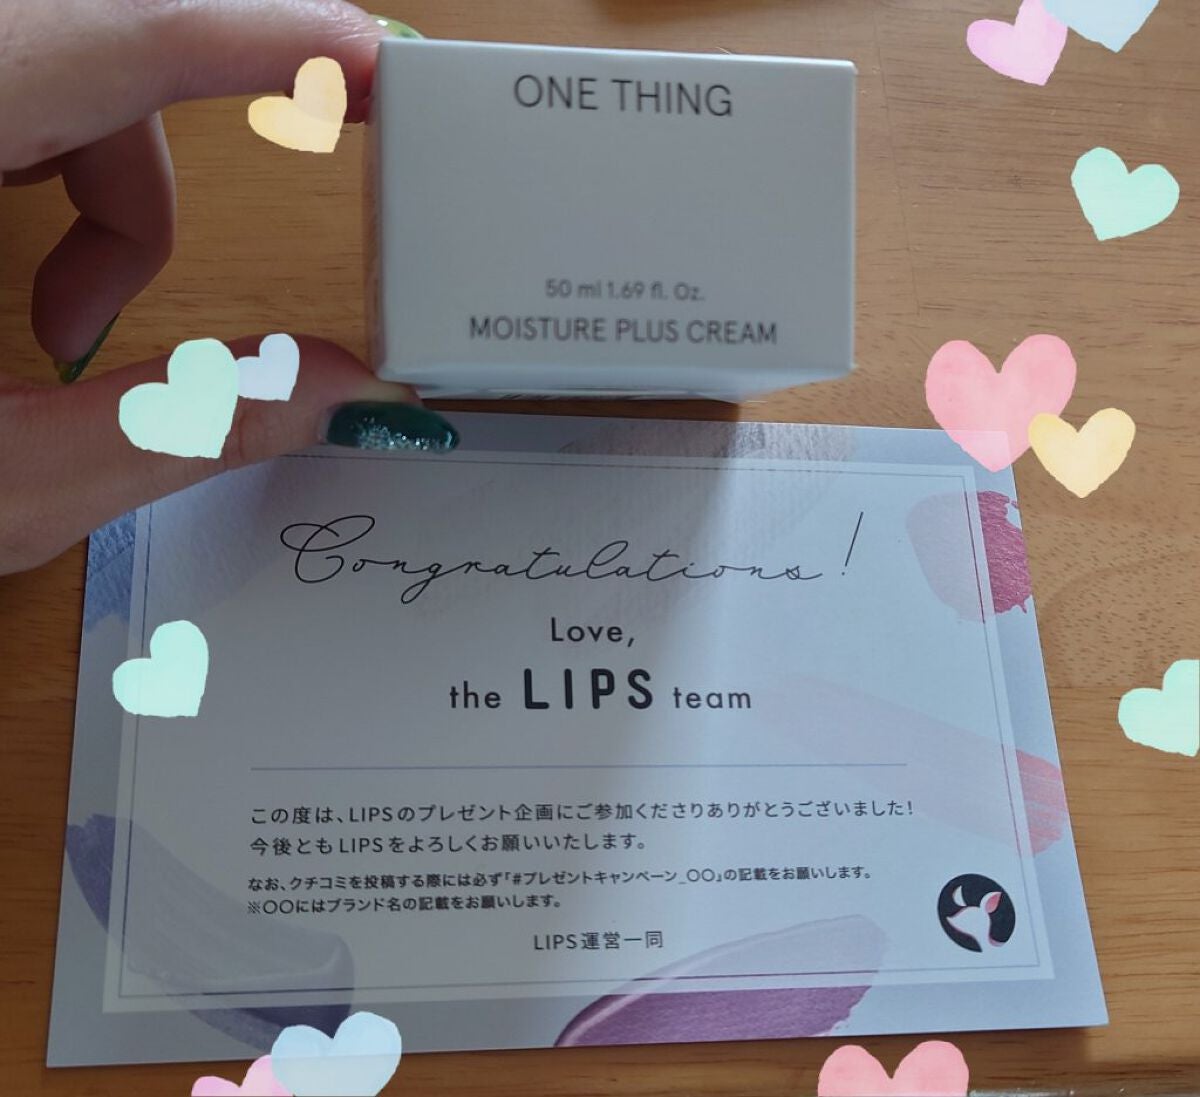 ONE THING
50 ml 1.69 fl. Oz.
MOISTURE PLUS CREAM
Congratulations!
Love,
the LIPS team
この度は、LIPSのプレゼント企画にご参加くださりありがとうございました!
今後ともLIPSをよろしくお願いいたします。
なお、クチコミを投稿する際には必ず「#プレゼントキャンペーン_〇〇」の記載をお願いします。
※〇〇にはブランド名の記載をお願いします。
LIPS運営一同